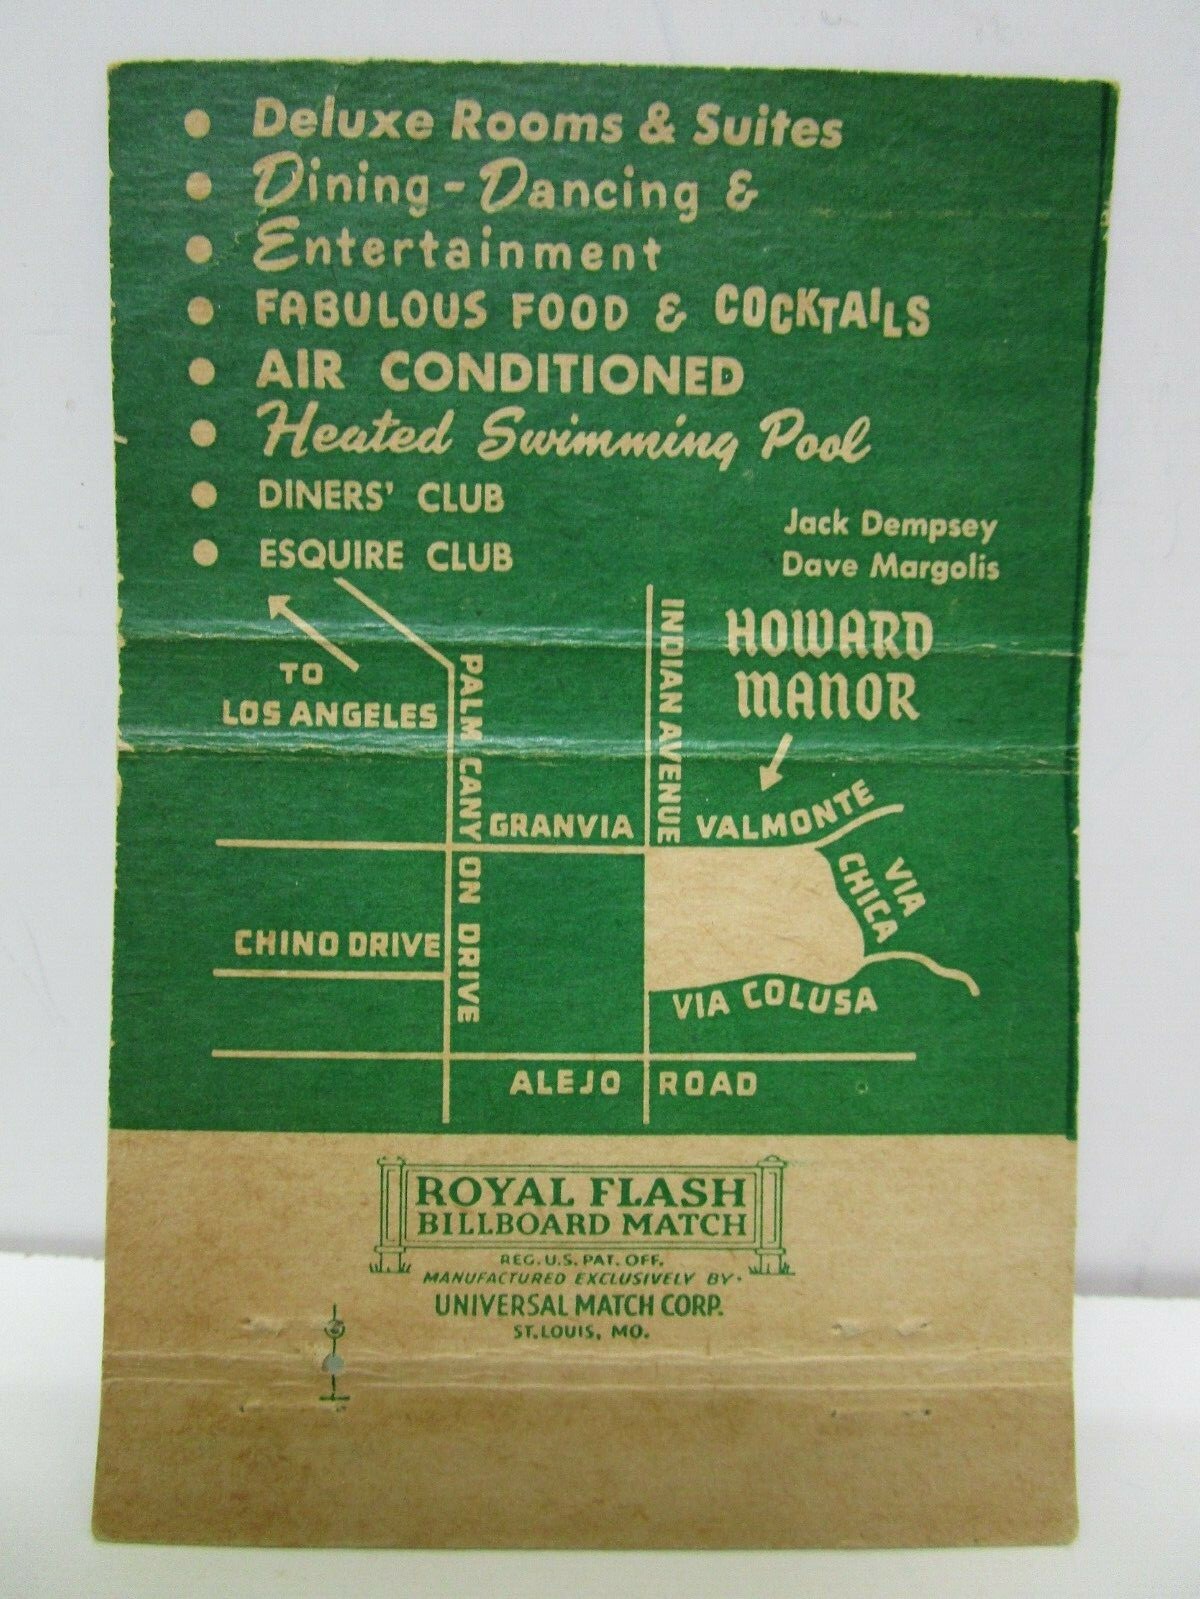 Deluxe Rooms & Suites
Dining - Dancing &
Entertainment
FABULOUS FOOD & COCKTAILS
AIR CONDITIONED
Heated Swimming Pool
DINERS' CLUB
ESQUIRE CLUB
Jack Dempsey
Dave Margolis
HOWARD
MANOR
TO
LOS ANGELES
PALM CANYON DRIVE
INDIAN AVENUE
GRANVIA
VALMONTE
VIA
CHICA
CHINO DRIVE
VIA COLUSA
ALEJO ROAD
ROYAL FLASH
BILLBOARD MATCH
REG. U.S. PAT. OFF.
MANUFACTURED EXCLUSIVELY BY·
UNIVERSAL MATCH CORP.
ST. LOUIS, MO.